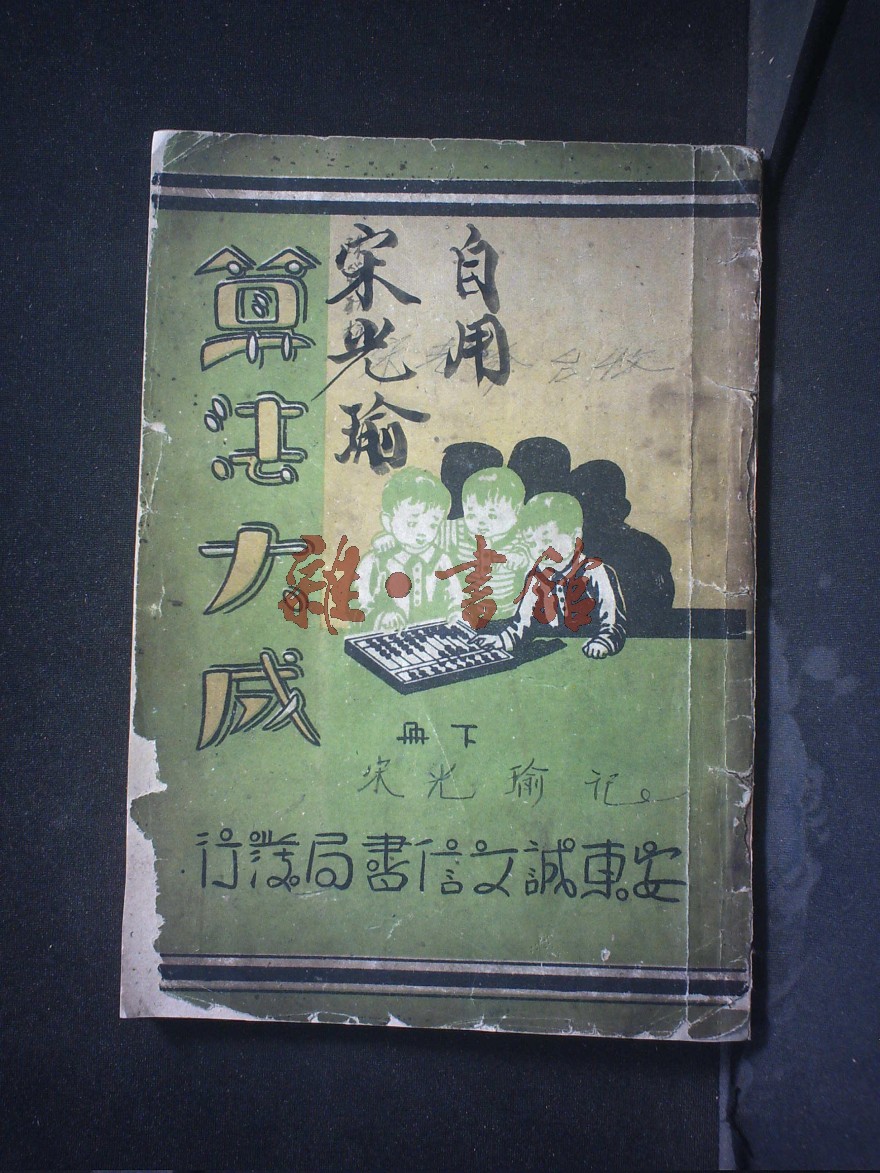 自用
宋光瑜
算法大成
雜·書館
下冊
宋光瑜记
安東誠文信書局發行